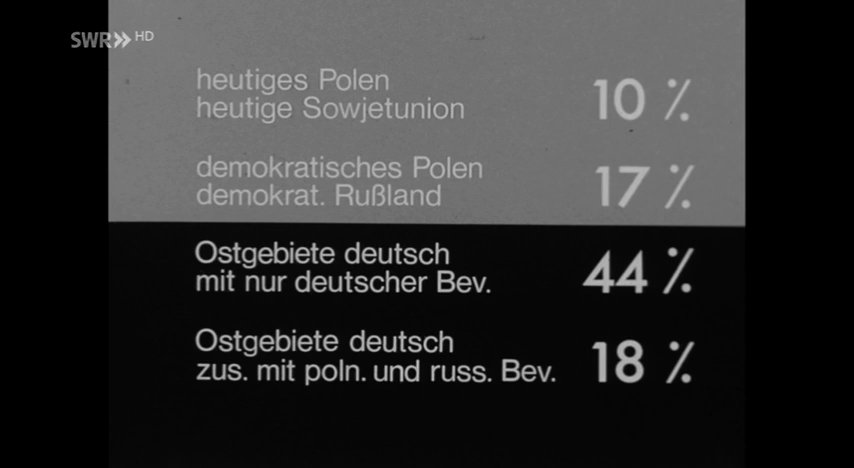 SWR» HD
heutiges Polen
heutige Sowjetunion 10 %
demokratisches Polen
demokrat. Rußland 17 %
Ostgebiete deutsch
mit nur deutscher Bev. 44 %
Ostgebiete deutsch
zus. mit poln. und russ. Bev. 18 %